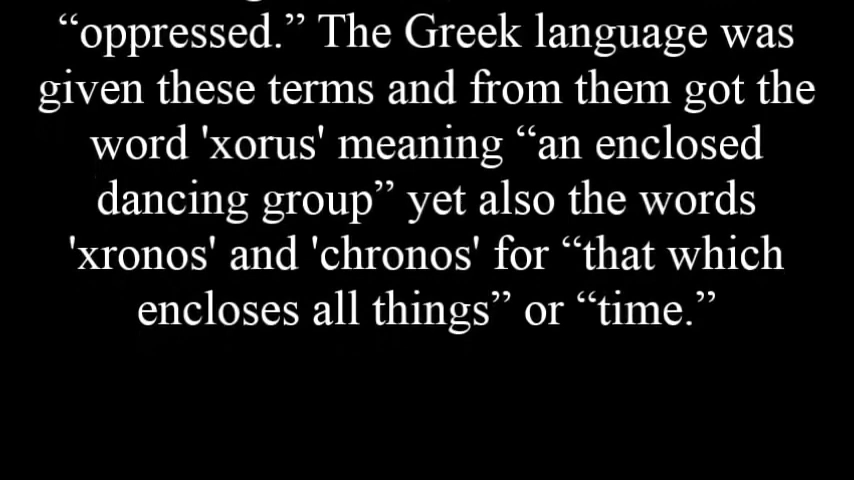 “oppressed.” The Greek language was
given these terms and from them got the
word 'xorus' meaning “an enclosed
dancing group” yet also the words
'xronos' and 'chronos' for “that which
encloses all things” or “time.”